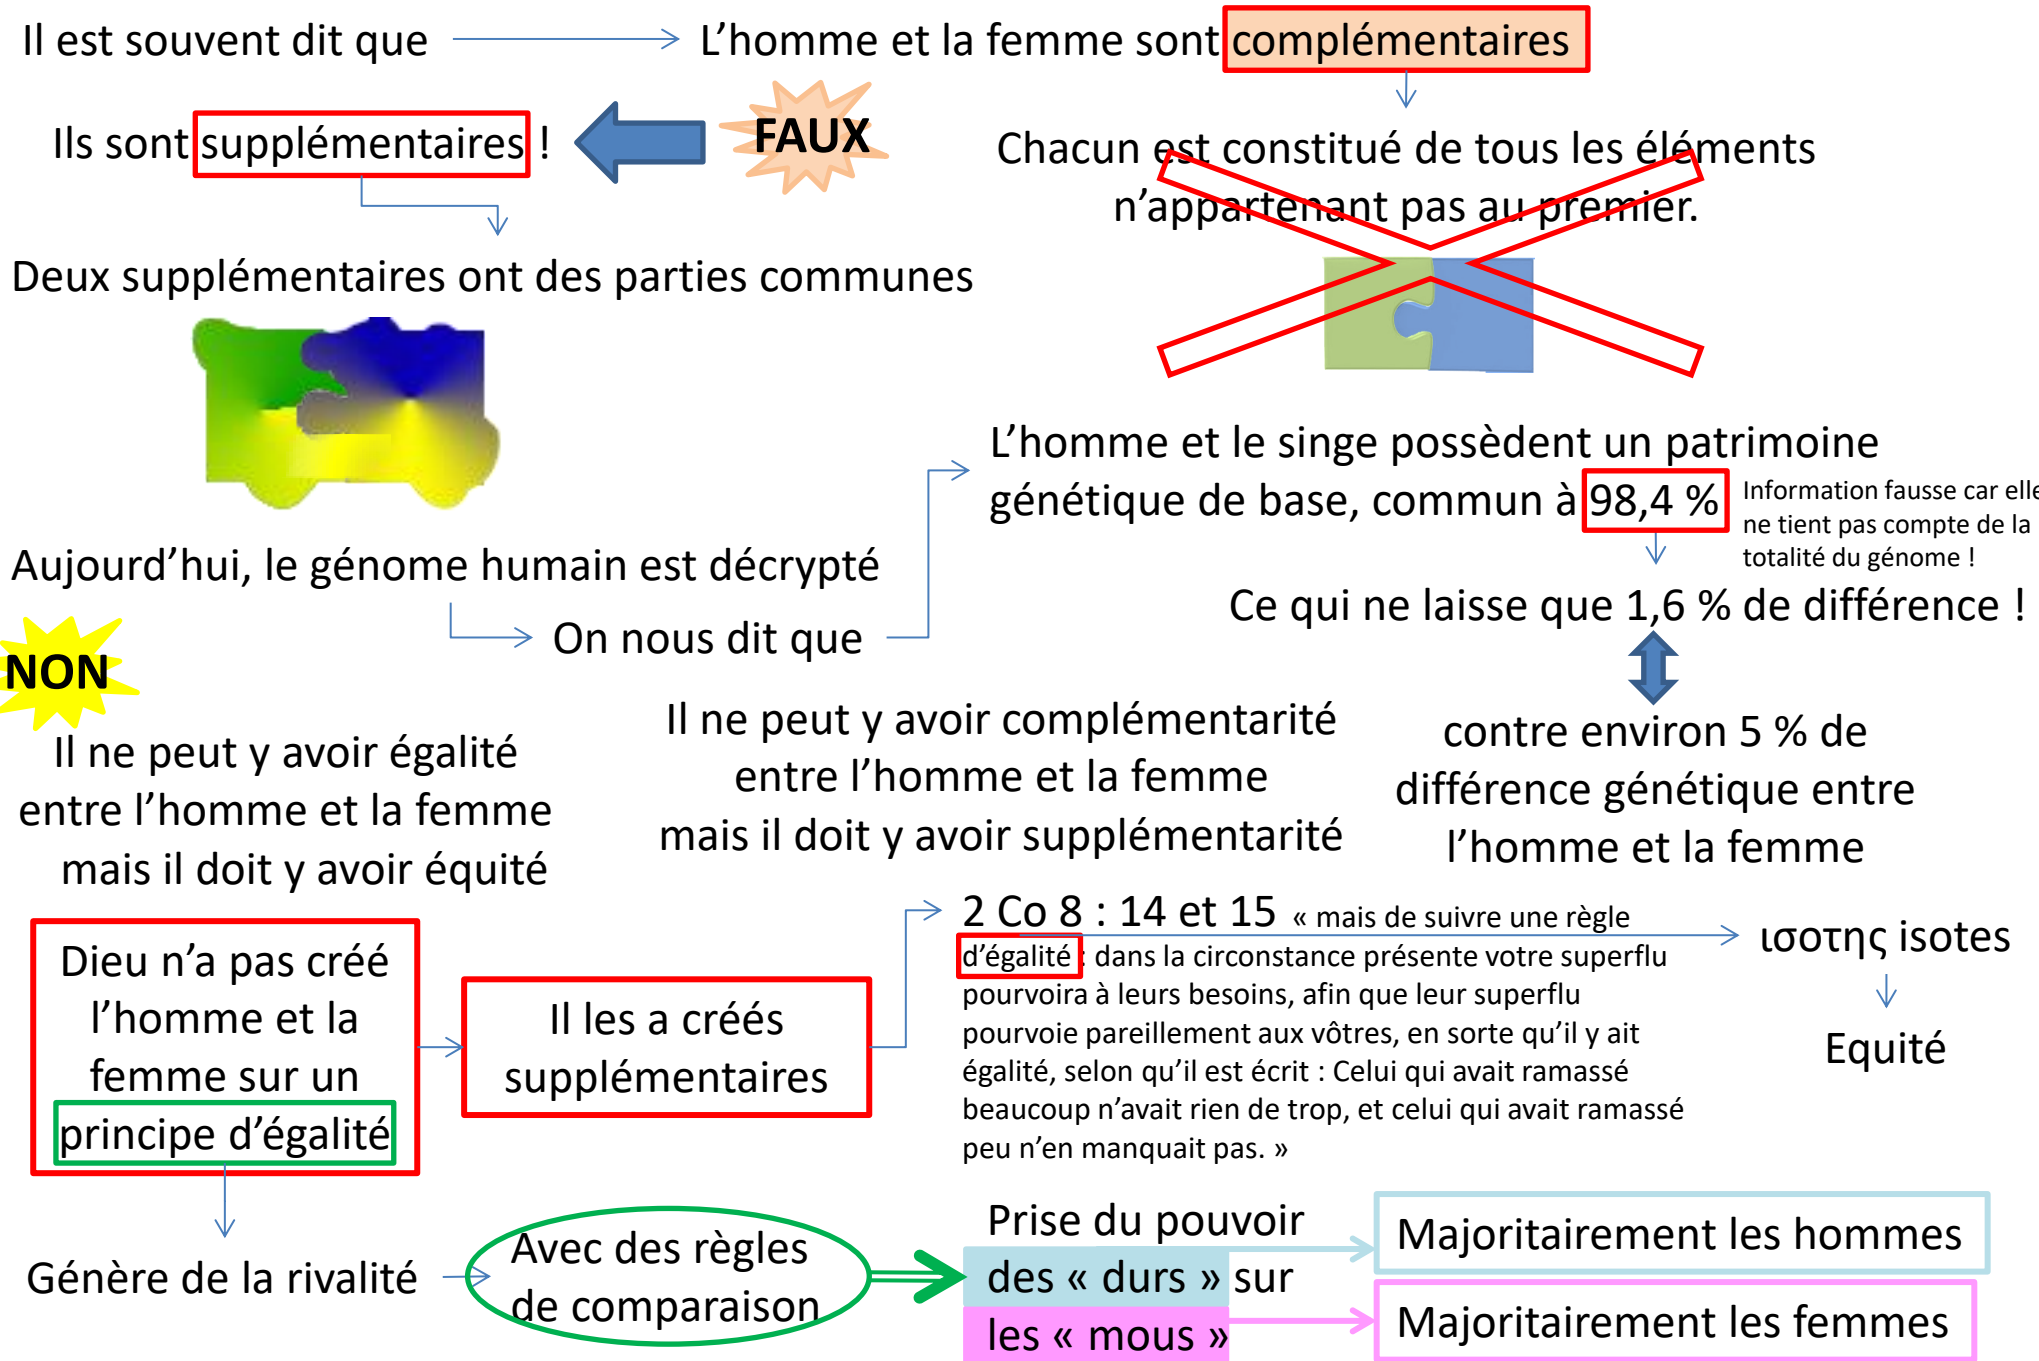 Il est souvent dit que
L'homme et la femme sont complémentaires
Ils sont supplémentaires !
FAUX
Chacun est constitué de tous les éléments
n'appartenant pas au premier.
Deux supplémentaires ont des parties communes
L'homme et le singe possèdent un patrimoine
génétique de base, commun à 98,4 %
Information fausse car elle
ne tient pas compte de la
totalité du génome !
Aujourd'hui, le génome humain est décrypté
On nous dit que
Ce qui ne laisse que 1,6 % de différence !
contre environ 5 % de
différence génétique entre
l'homme et la femme
NON
Il ne peut y avoir égalité
entre l'homme et la femme
mais il doit y avoir équité
Il ne peut y avoir complémentarité
entre l'homme et la femme
mais il doit y avoir supplémentarité
Dieu n'a pas créé
l'homme et la
femme sur un
principe d'égalité
Il les a créés
supplémentaires
2 Co 8 : 14 et 15 « mais de suivre une règle
d'égalité : dans la circonstance présente votre superflu
pourvoira à leurs besoins, afin que leur superflu
pourvoie pareillement aux vôtres, en sorte qu'il y ait
égalité, selon qu'il est écrit : Celui qui avait ramassé
beaucoup n'avait rien de trop, et celui qui avait ramassé
peu n'en manquait pas. »
ισοτης isotes
Equité
Génère de la rivalité
Avec des règles
de comparaison
Prise du pouvoir
des « durs » sur
les « mous »
Majoritairement les hommes
Majoritairement les femmes